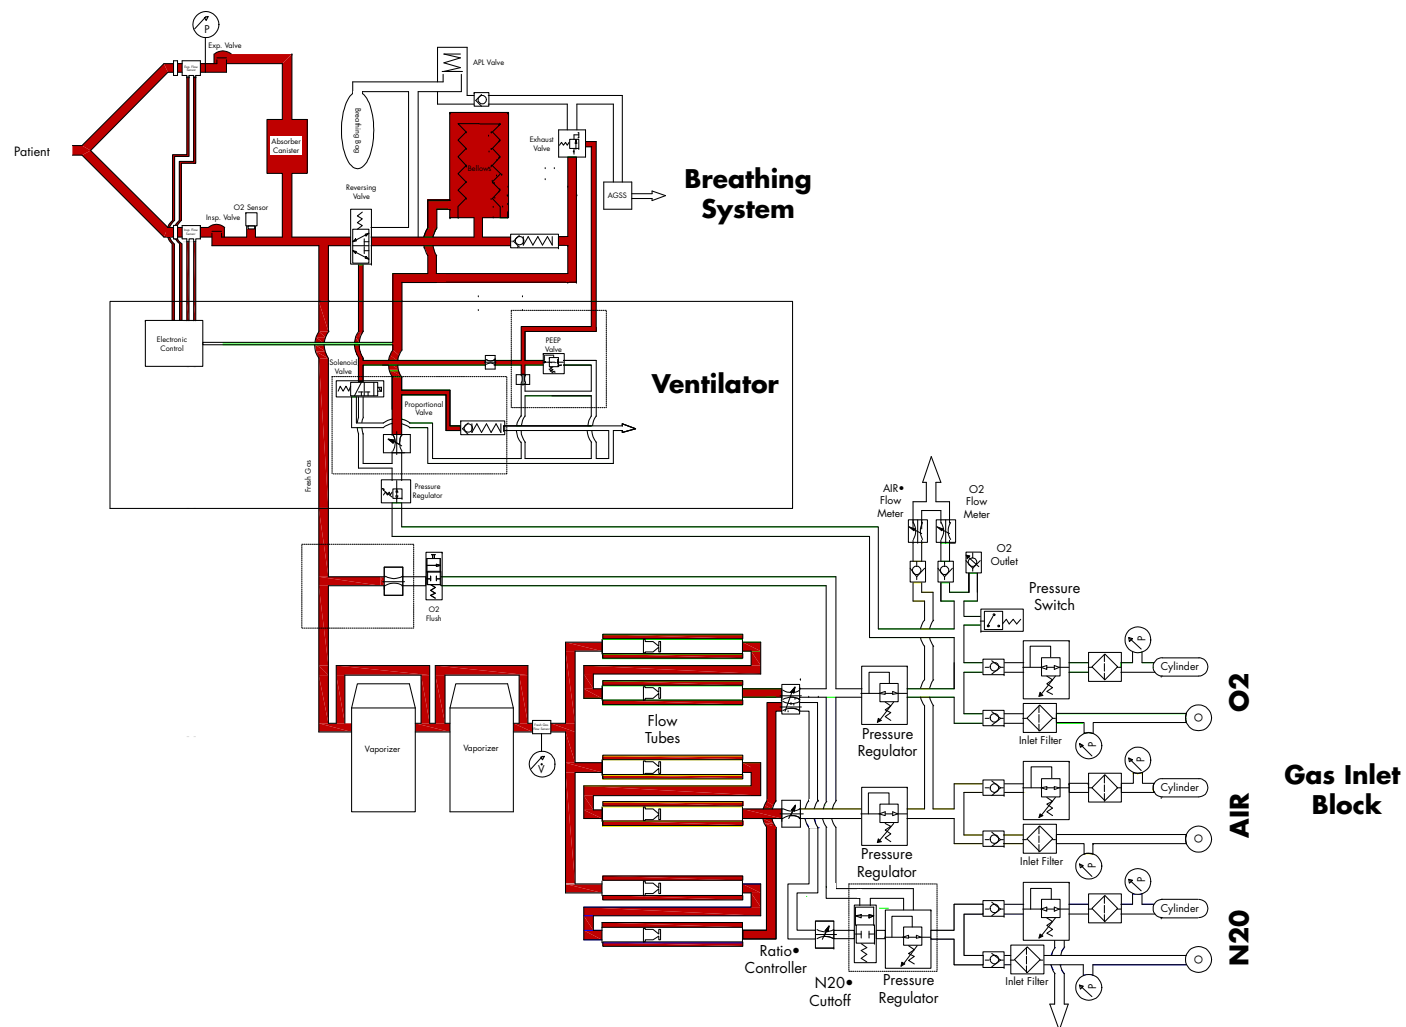 P
Exp. Valve
APL Valve
Breathing Bag
Exhaust
Valve
Absorber
Canister
Patient
Bellows
Reversing
Valve
AGSS
Breathing
System
O2 Sensor
Insp. Valve
Electronic
Control
PEEP
Valve
Solenoid
Valve
Ventilator
Proportional
Valve
Fresh Gas
Pressure
Regulator
AIR•
Flow
Meter
O2
Flow
Meter
O2
Outlet
Pressure
Switch
O2
Flush
P
Cylinder
O2
Flow
Tubes
Pressure
Regulator
Inlet Filter
P
Vaporizer
Vaporizer
V
P
Cylinder
AIR
Gas Inlet
Block
Pressure
Regulator
Inlet Filter
P
P
Cylinder
N20
Ratio•
Controller
N20•
Cuttoff
Pressure
Regulator
Inlet Filter
P